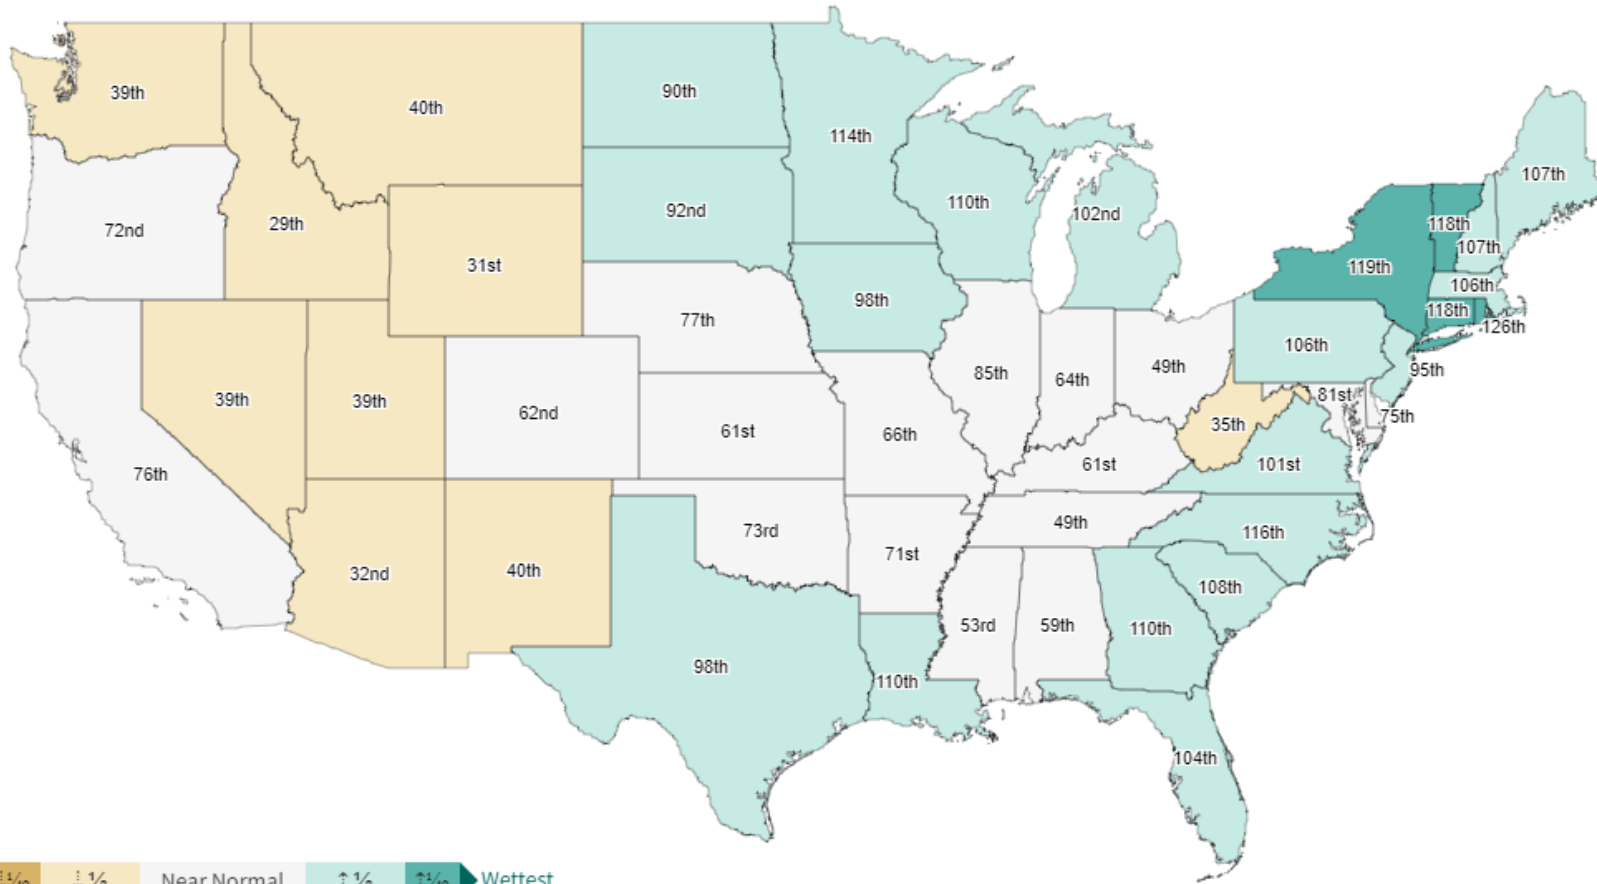 39th
40th
90th
114th
107th
72nd
29th
31st
92nd
110th
102nd
118th
107th
119th
106th
118th
126th
98th
77th
106th
95th
85th
64th
49th
39th
39th
62nd
61st
66th
35th
81st
75th
76th
61st
101st
73rd
71st
49th
116th
32nd
40th
53rd
59th
110th
108th
98th
110th
104th
Near Normal
Wettest